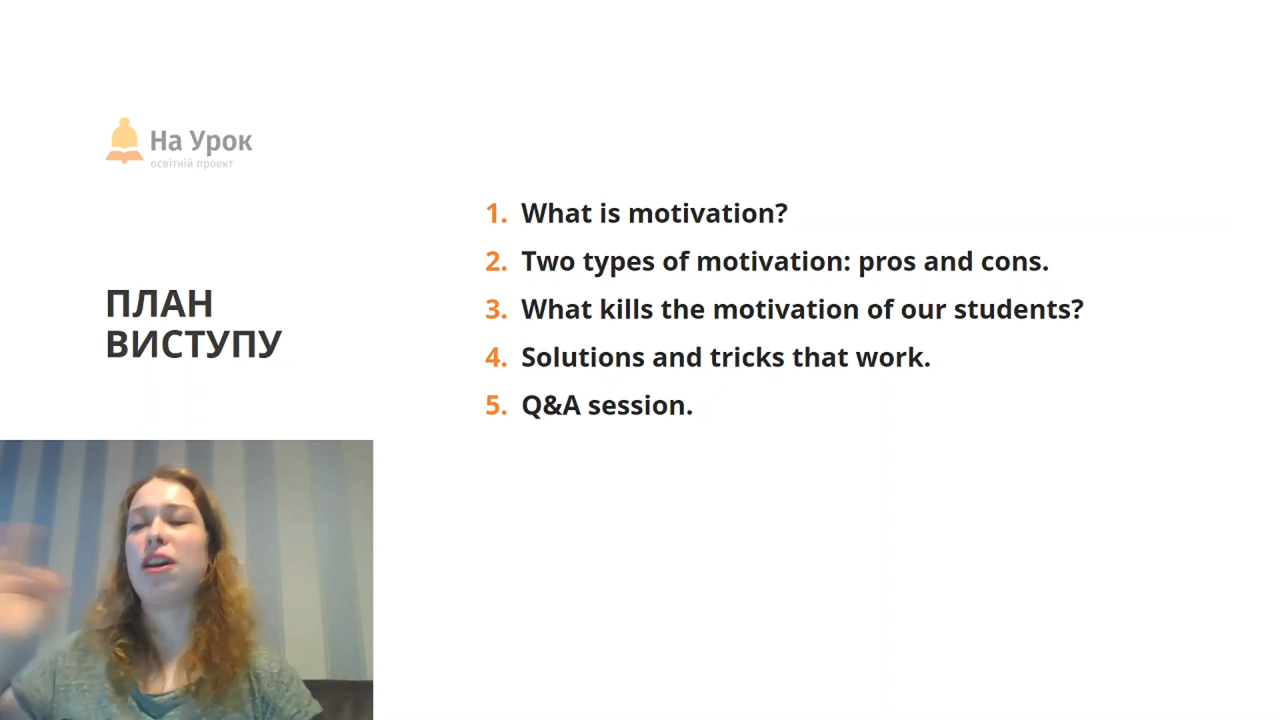 На Урок
освітній проект
ПЛАН
ВИСТУПУ
1. What is motivation?
2. Two types of motivation: pros and cons.
3. What kills the motivation of our students?
4. Solutions and tricks that work.
5. Q&A session.